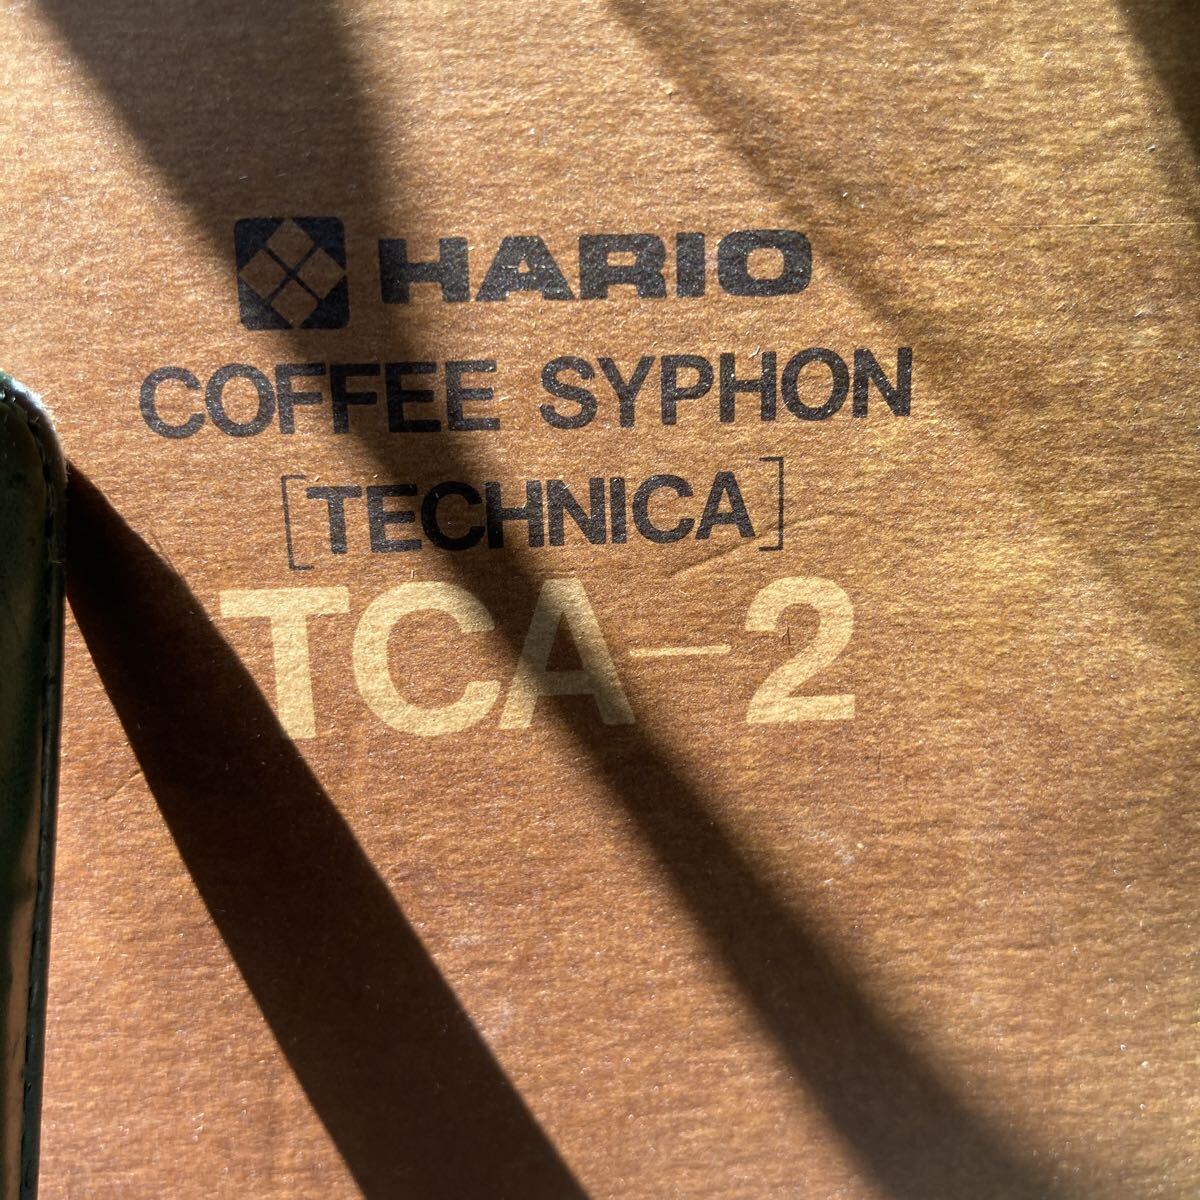 HARIO
COFFEE SYPHON
[TECHNICA]
TCA-2